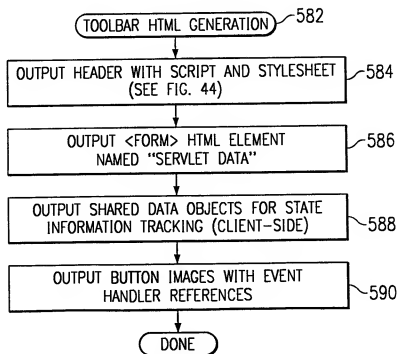 TOOLBAR HTML GENERATION
582
OUTPUT HEADER WITH SCRIPT AND STYLESHEET
(SEE FIG. 44)
584
OUTPUT <FORM> HTML ELEMENT
NAMED "SERVLET DATA"
586
OUTPUT SHARED DATA OBJECTS FOR STATE
INFORMATION TRACKING (CLIENT-SIDE)
588
OUTPUT BUTTON IMAGES WITH EVENT
HANDLER REFERENCES
590
DONE